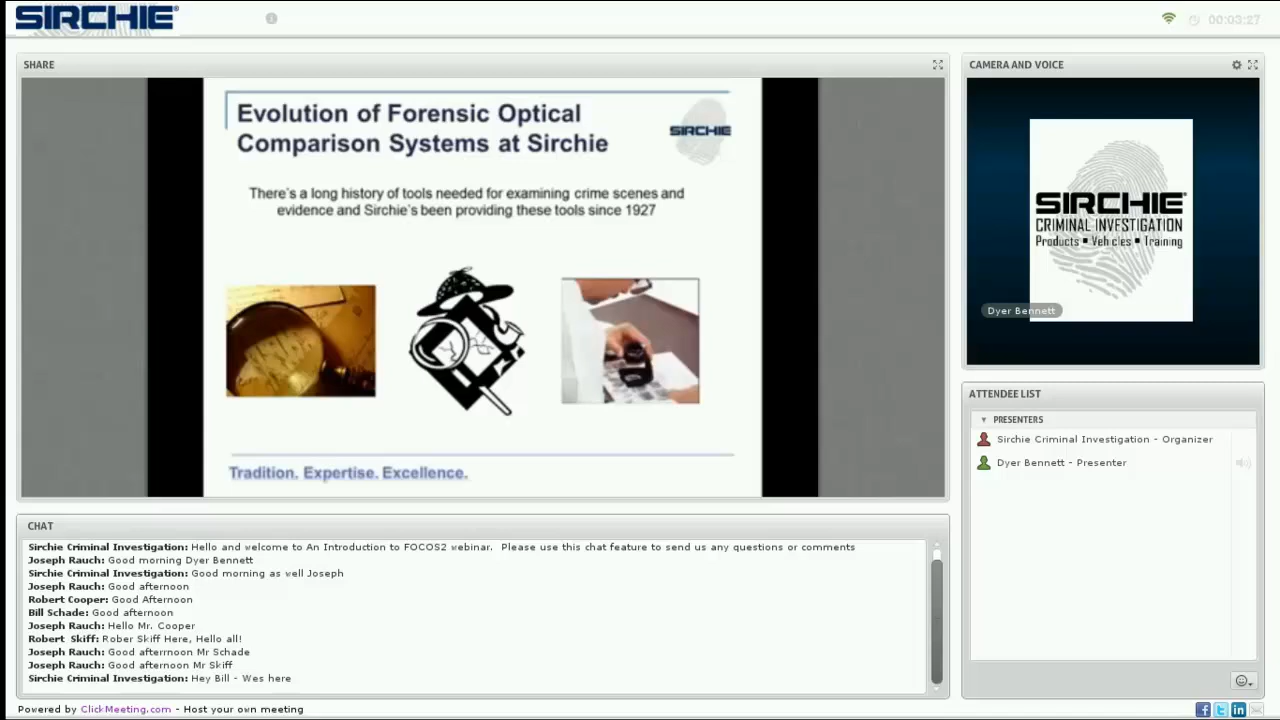 SIRCHIE®
00:03:27
SHARE
Evolution of Forensic Optical
Comparison Systems at Sirchie
SIRCHIE
There's a long history of tools needed for examining crime scenes and
evidence and Sirchie's been providing these tools since 1927
Tradition. Expertise. Excellence.
CAMERA AND VOICE
SIRCHIE®
CRIMINAL INVESTIGATION
Products ▪ Vehicles ▪ Training
Dyer Bennett
ATTENDEE LIST
PRESENTERS
Sirchie Criminal Investigation - Organizer
Dyer Bennett - Presenter
CHAT
Sirchie Criminal Investigation: Hello and welcome to An Introduction to FOCOS2 webinar. Please use this chat feature to send us any questions or comments
Joseph Rauch: Good morning Dyer Bennett
Sirchie Criminal Investigation: Good morning as well Joseph
Joseph Rauch: Good afternoon
Robert Cooper: Good Afternoon
Bill Schade: Good afternoon
Joseph Rauch: Hello Mr. Cooper
Robert Skiff: Rober Skiff Here, Hello all!
Joseph Rauch: Good afterrnoon Mr Schade
Joseph Rauch: Good afternoon Mr Skiff
Sirchie Criminal Investigation: Hey Bill - Wes here
Powered by ClickMeeting.com - Host your own meeting